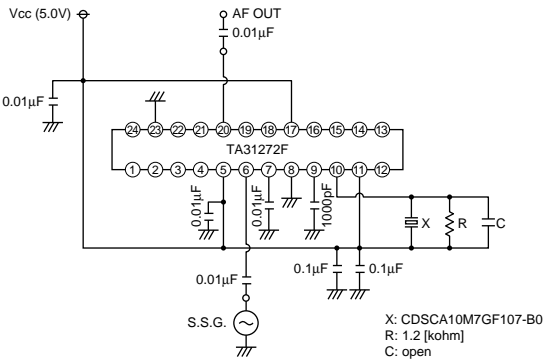 Vcc (5.0V)
AF OUT
0.01μF
0.01μF
24 23 22 21 20 19 18 17 16 15 14 13
TA31272F
1 2 3 4 5 6 7 8 9 10 11 12
0.01μF
0.01μF
1000pF
X
R
C
0.01μF
0.1μF
0.1μF
S.S.G.
X: CDSCA10M7GF107-B0
R: 1.2 [kohm]
C: open